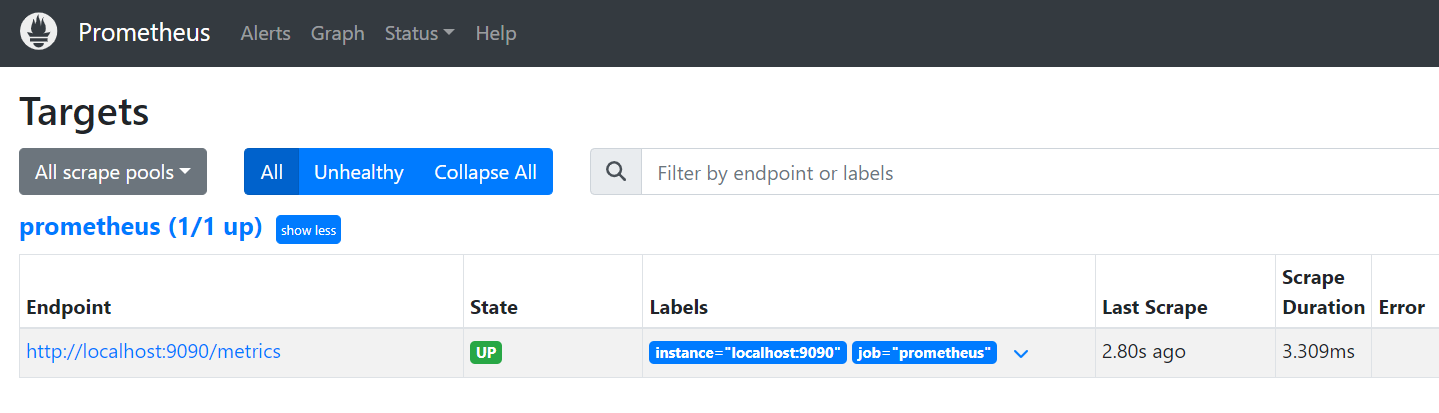 Prometheus Alerts Graph Status Help
Targets
All scrape pools All Unhealthy Collapse All Filter by endpoint or labels
prometheus (1/1 up) show less
Endpoint State Labels Last Scrape Scrape Duration Error
http://localhost:9090/metrics UP instance="localhost:9090" job="prometheus" 2.80s ago 3.309ms